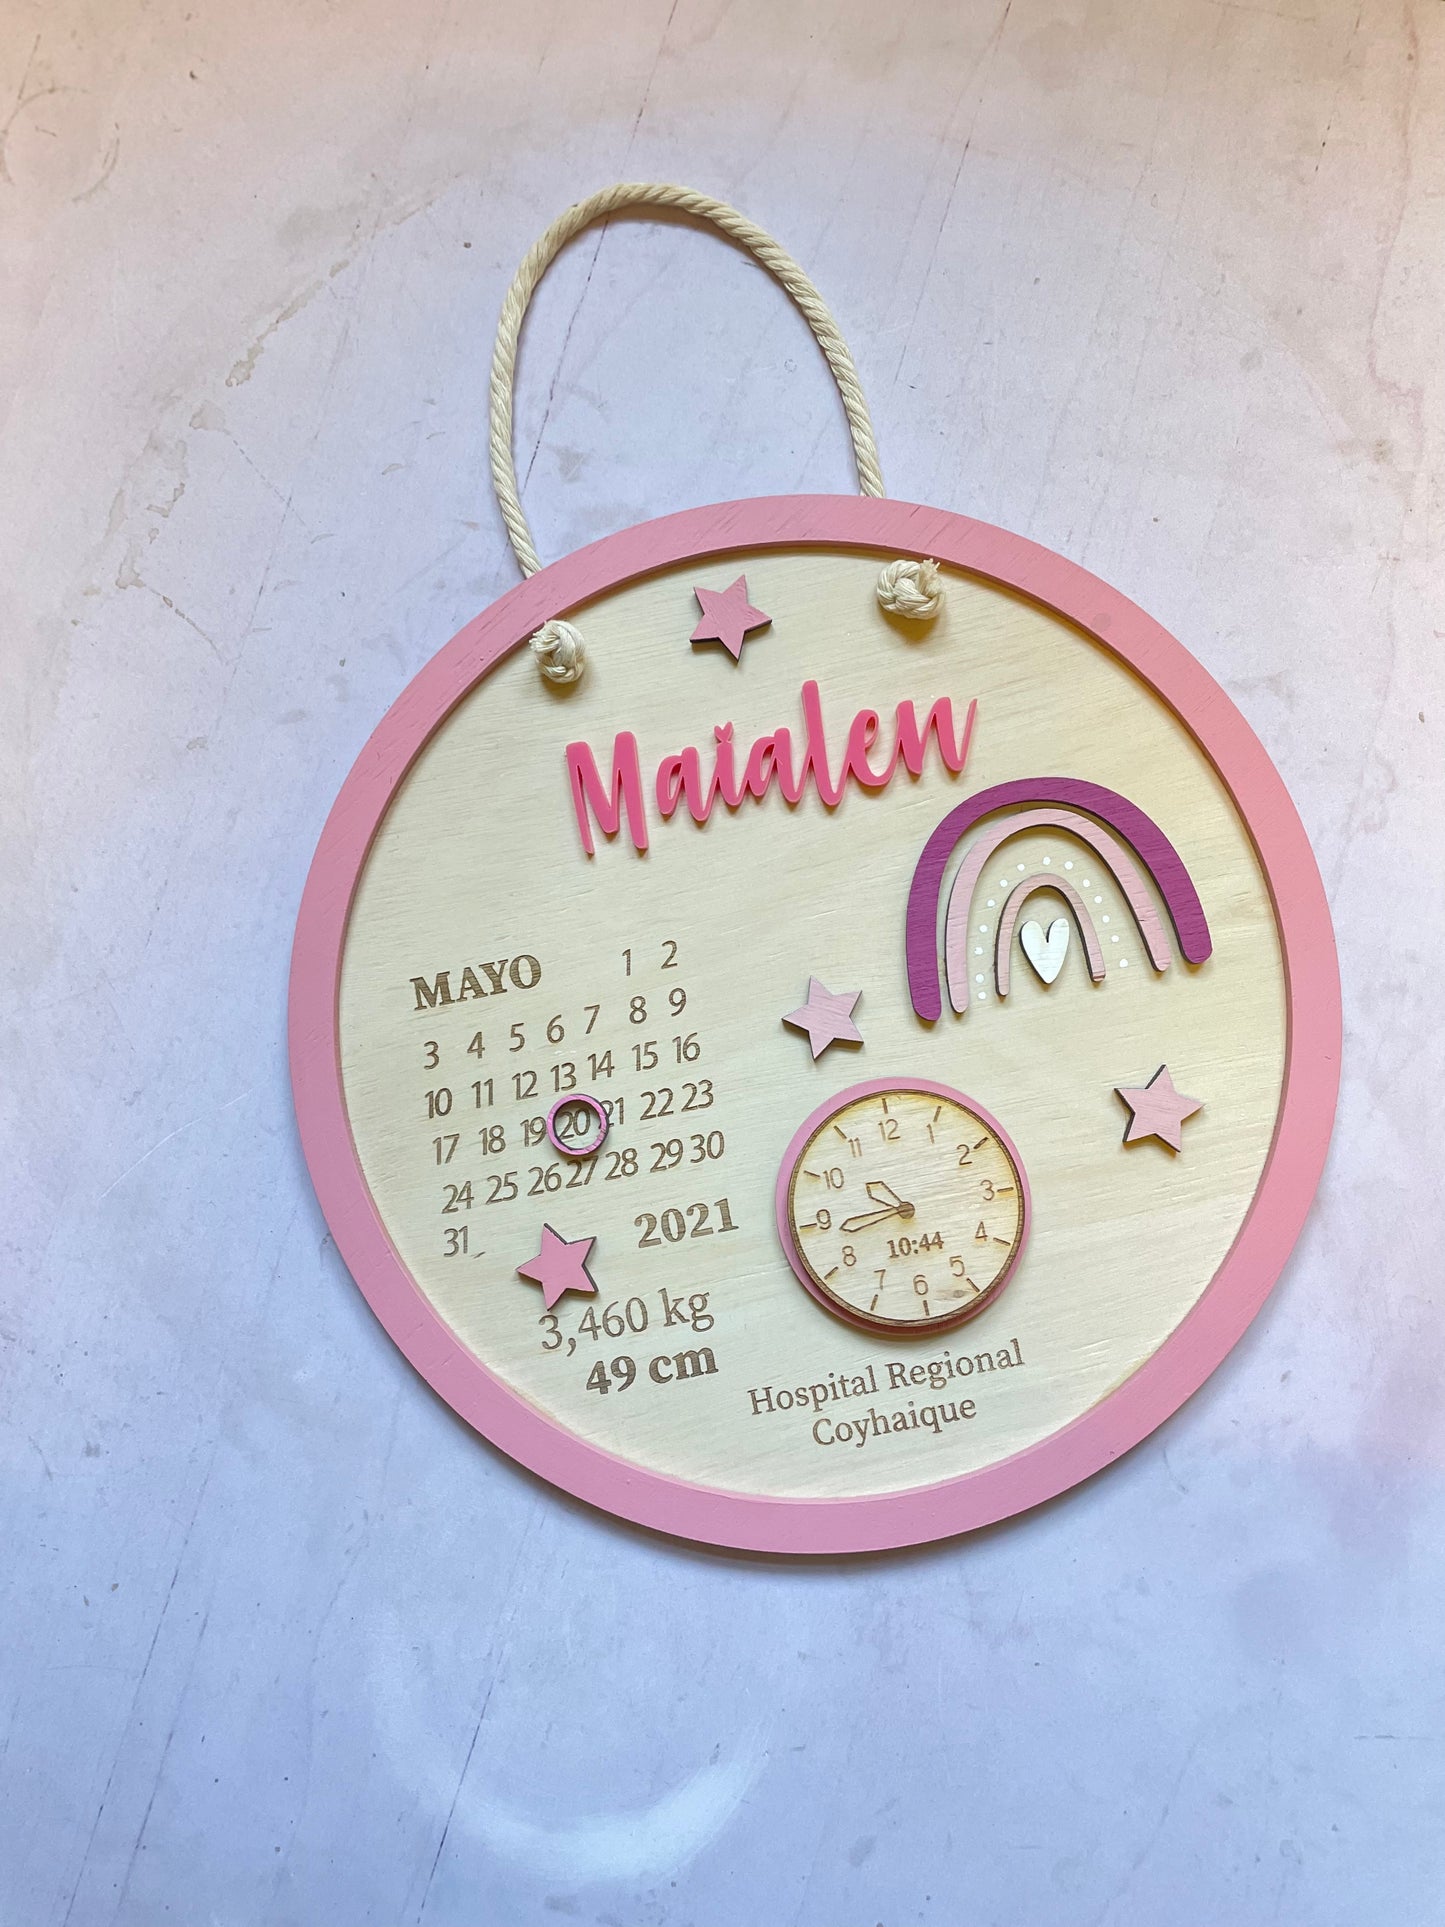 Maialen
MAYO 1 2
3 4 5 6 7 8 9
10 11 12 13 14 15 16
17 18 19 20 21 22 23
24 25 26 27 28 29 30
31
2021
3,460 kg
49 cm
12
11 1
10 2
9 3
8 4
7 6 5
10:44
Hospital Regional
Coyhaique